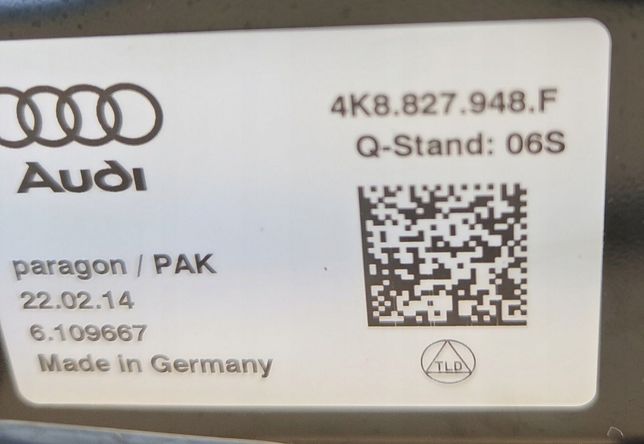 Audi
4K8.827.948.F
Q-Stand: 06S
paragon / PAK
22.02.14
6.109667
Made in Germany
TLD